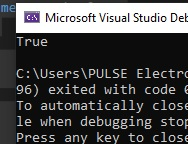 Microsoft Visual Studio Deb
True
C:\Users\PULSE Electro
96) exited with code 0
To automatically close
le when debugging stop
Press any key to close